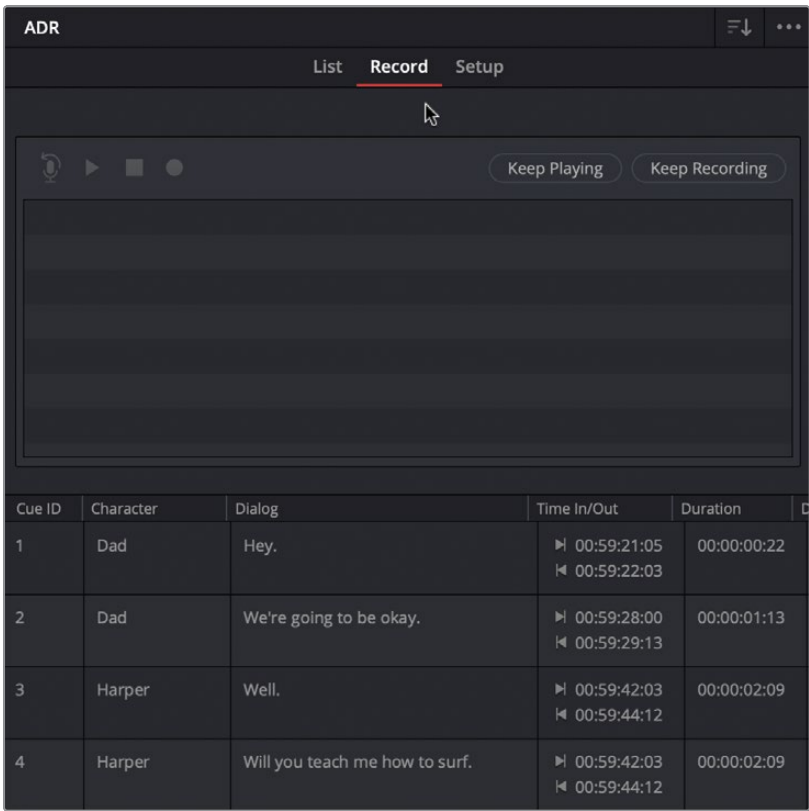 ADR
List Record Setup
Keep Playing Keep Recording
Cue ID Character Dialog Time In/Out Duration D
1 Dad Hey. 00:59:21:05 00:00:00:22
00:59:22:03
2 Dad We're going to be okay. 00:59:28:00 00:00:01:13
00:59:29:13
3 Harper Well. 00:59:42:03 00:00:02:09
00:59:44:12
4 Harper Will you teach me how to surf. 00:59:42:03 00:00:02:09
00:59:44:12